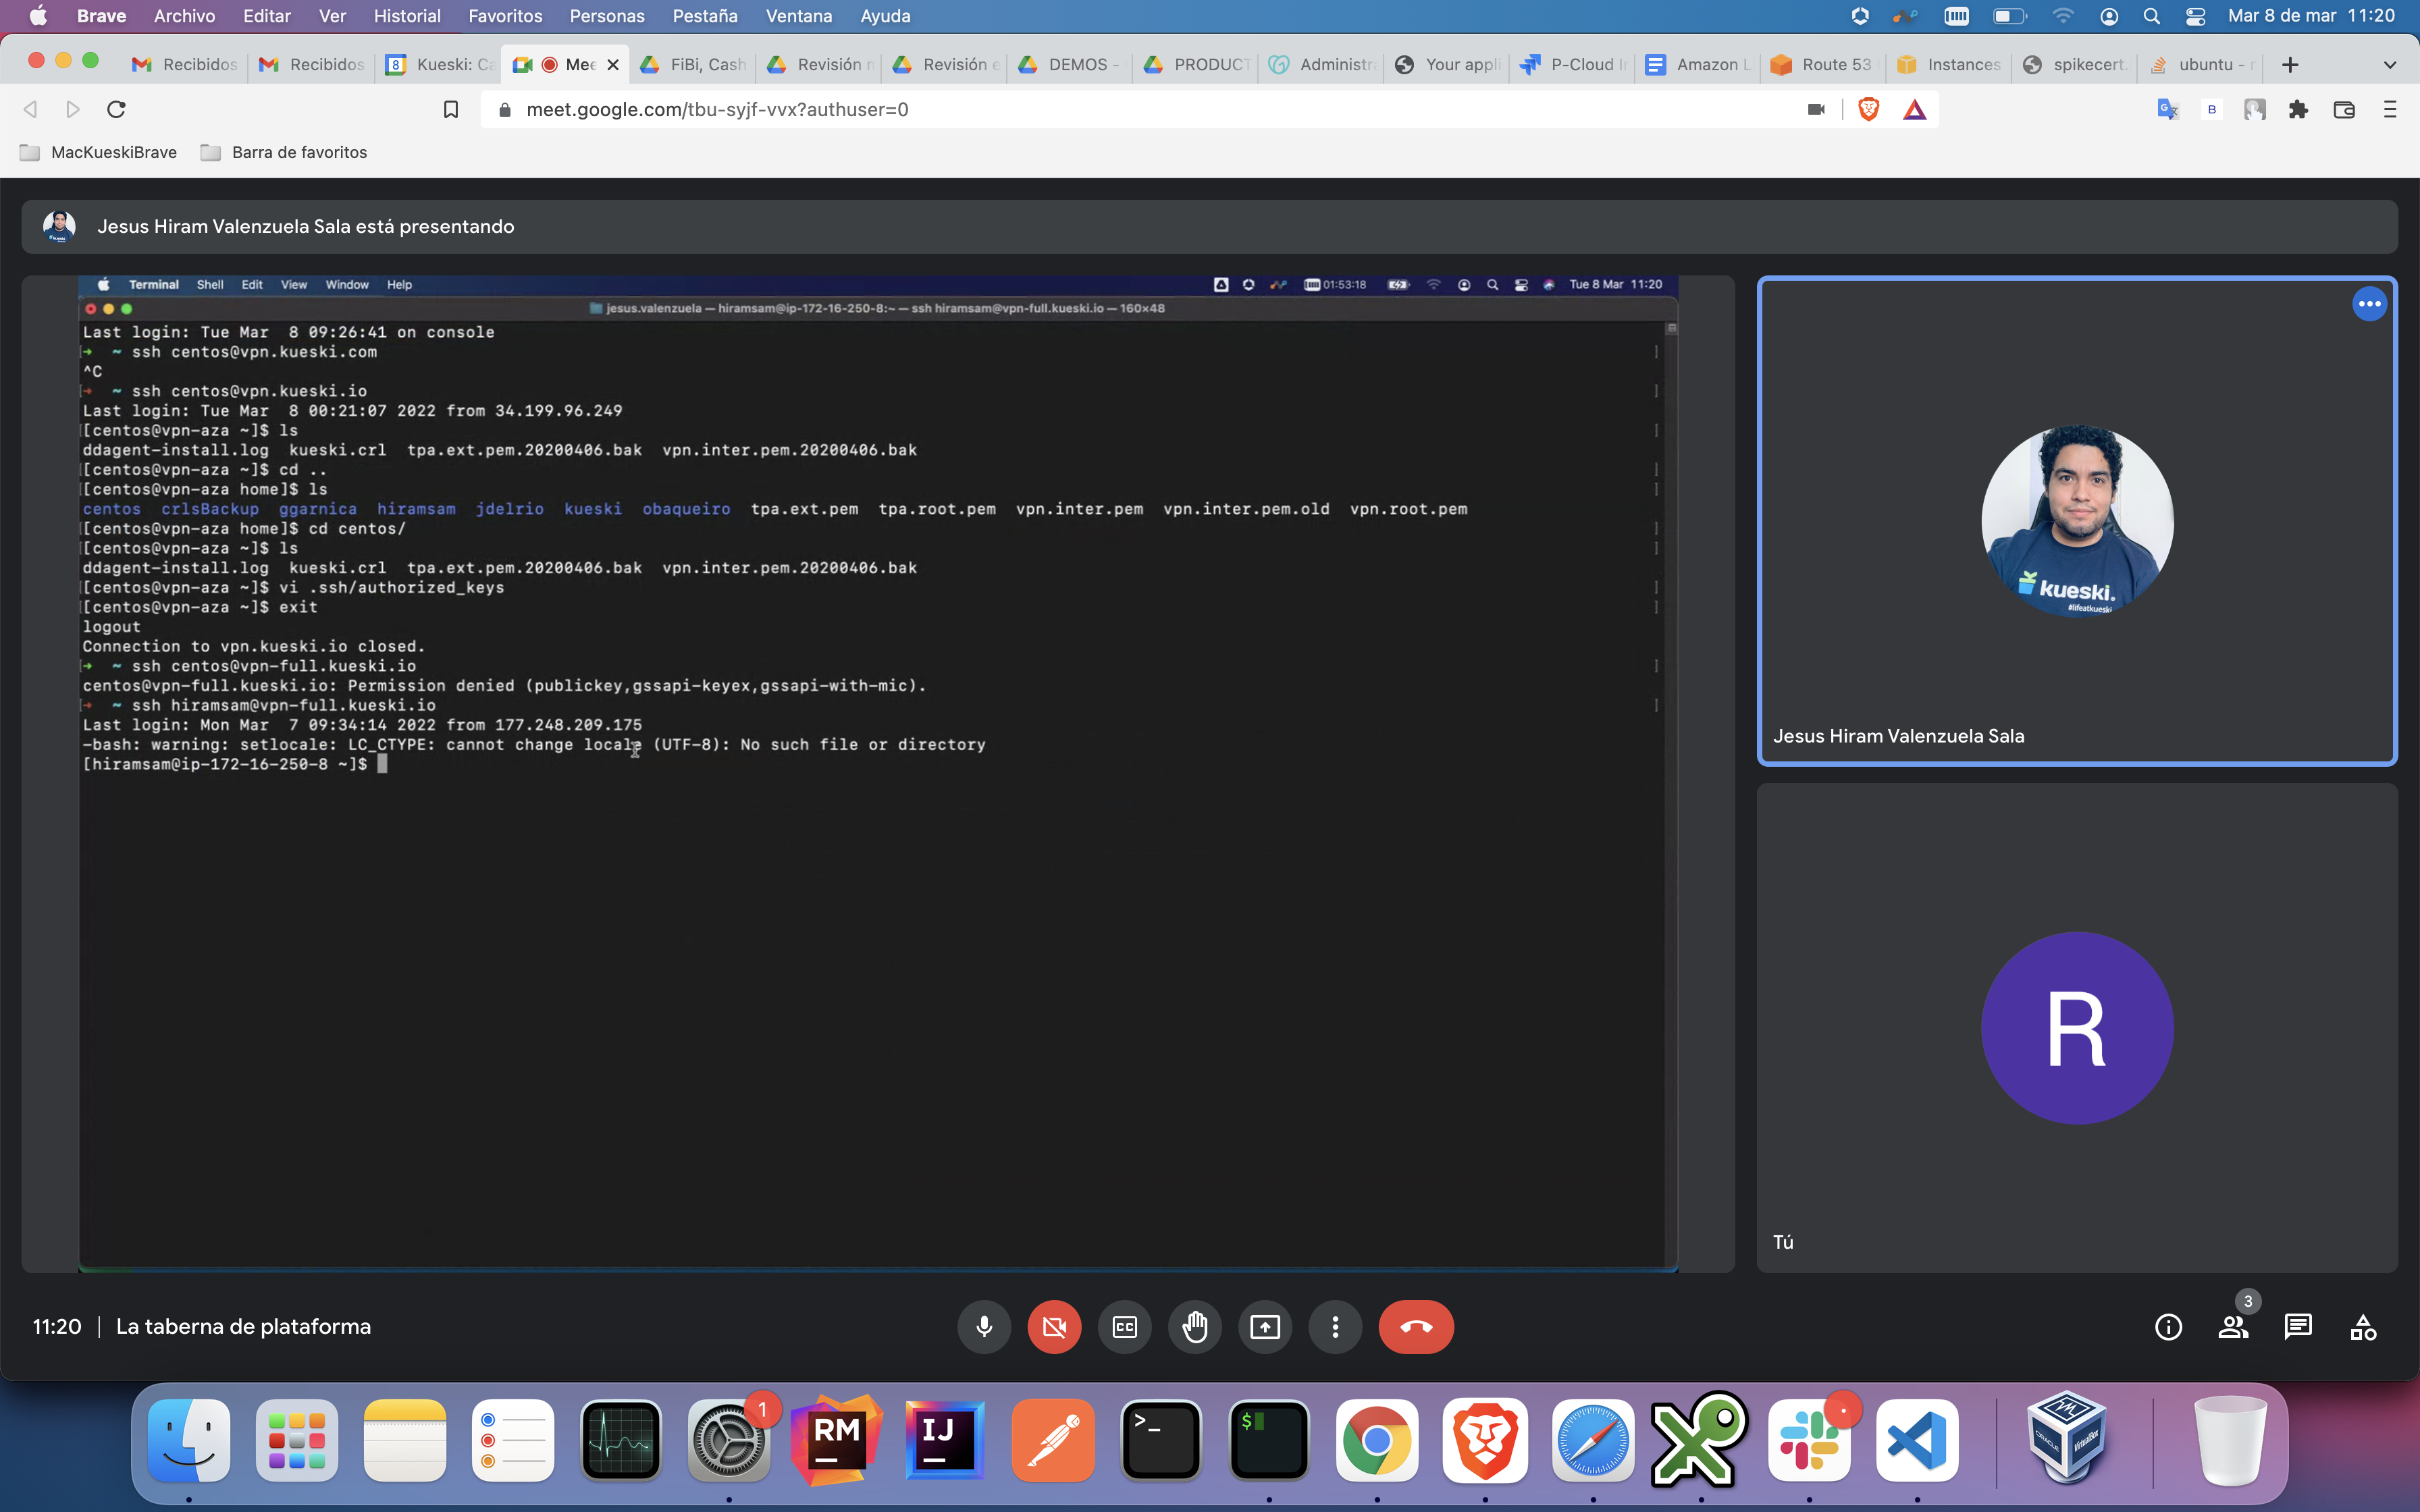 Brave Archivo Editar Ver Historial Favoritos Personas Pestaña Ventana Ayuda Mar 8 de mar 11:20
Recibidos Recibidos 8 Kueski: Ca Mee FiBi, Cash Revisión Revisión DEMOS - PRODUCT Administra Your appli P-Cloud Amazon L Route 53 Instances spikecert. ubuntu -
meet.google.com/tbu-syjf-vvx?authuser=0
MacKueskiBrave Barra de favoritos
Jesus Hiram Valenzuela Sala está presentando
Terminal Shell Edit View Window Help 01:53:18 Tue 8 Mar 11:20
jesus.valenzuela — hiramsam@ip-172-16-250-8:~ — ssh hiramsam@vpn-full.kueski.io — 160×48
Last login: Tue Mar  8 09:26:41 on console
[→  ~ ssh centos@vpn.kueski.com ]
^C
[→  ~ ssh centos@vpn.kueski.io ]
Last login: Tue Mar  8 00:21:07 2022 from 34.199.96.249
[[centos@vpn-aza ~]$ ls ]
ddagent-install.log  kueski.crl  tpa.ext.pem.20200406.bak  vpn.inter.pem.20200406.bak
[[centos@vpn-aza ~]$ cd .. ]
[[centos@vpn-aza home]$ ls ]
centos  crlsBackup  ggarnica  hiramsam  jdelrio  kueski  obaqueiro  tpa.ext.pem  tpa.root.pem  vpn.inter.pem  vpn.inter.pem.old  vpn.root.pem
[[centos@vpn-aza home]$ cd centos/ ]
[[centos@vpn-aza ~]$ ls ]
ddagent-install.log  kueski.crl  tpa.ext.pem.20200406.bak  vpn.inter.pem.20200406.bak
[[centos@vpn-aza ~]$ vi .ssh/authorized_keys ]
[[centos@vpn-aza ~]$ exit ]
logout
Connection to vpn.kueski.io closed.
[→  ~ ssh centos@vpn-full.kueski.io ]
centos@vpn-full.kueski.io: Permission denied (publickey,gssapi-keyex,gssapi-with-mic).
[→  ~ ssh hiramsam@vpn-full.kueski.io ]
Last login: Mon Mar  7 09:34:14 2022 from 177.248.209.175
-bash: warning: setlocale: LC_CTYPE: cannot change locale (UTF-8): No such file or directory
[hiramsam@ip-172-16-250-8 ~]$
kueski.
#lifeatkueski
Jesus Hiram Valenzuela Sala
R
Tú
11:20 | La taberna de plataforma
CC
3
1
RM
IJ
>_
$
ORACLE VirtualBox